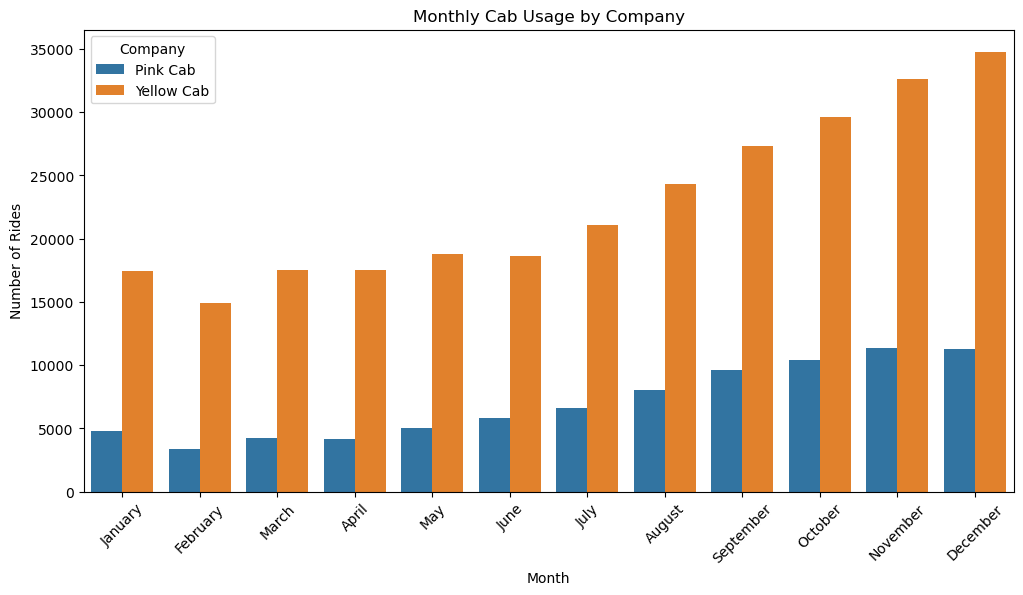 Monthly Cab Usage by Company
Company
Pink Cab
Yellow Cab
Number of Rides
35000
30000
25000
20000
15000
10000
5000
0
January
February
March
April
May
June
July
August
September
October
November
December
Month